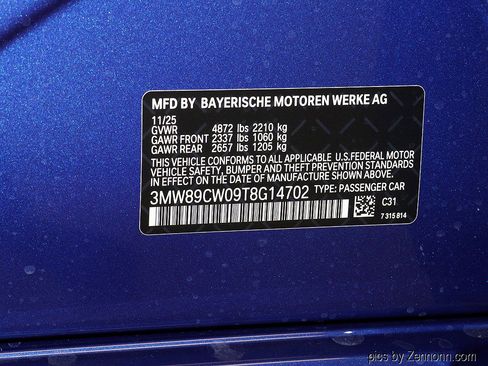 MFD BY BAYERISCHE MOTOREN WERKE AG
11/25
GVWR 4872 lbs 2210 kg
GAWR FRONT 2337 lbs 1060 kg
GAWR REAR 2657 lbs 1205 kg
THIS VEHICLE CONFORMS TO ALL APPLICABLE U.S.FEDERAL MOTOR
VEHICLE SAFETY, BUMPER, AND THEFT PREVENTION STANDARDS
IN EFFECT ON THE DATE OF MANUFACTURE SHOWN ABOVE.
3MW89CW09T8G14702 TYPE: PASSENGER CAR
C31
7 315 814
pics by Zennonn.com